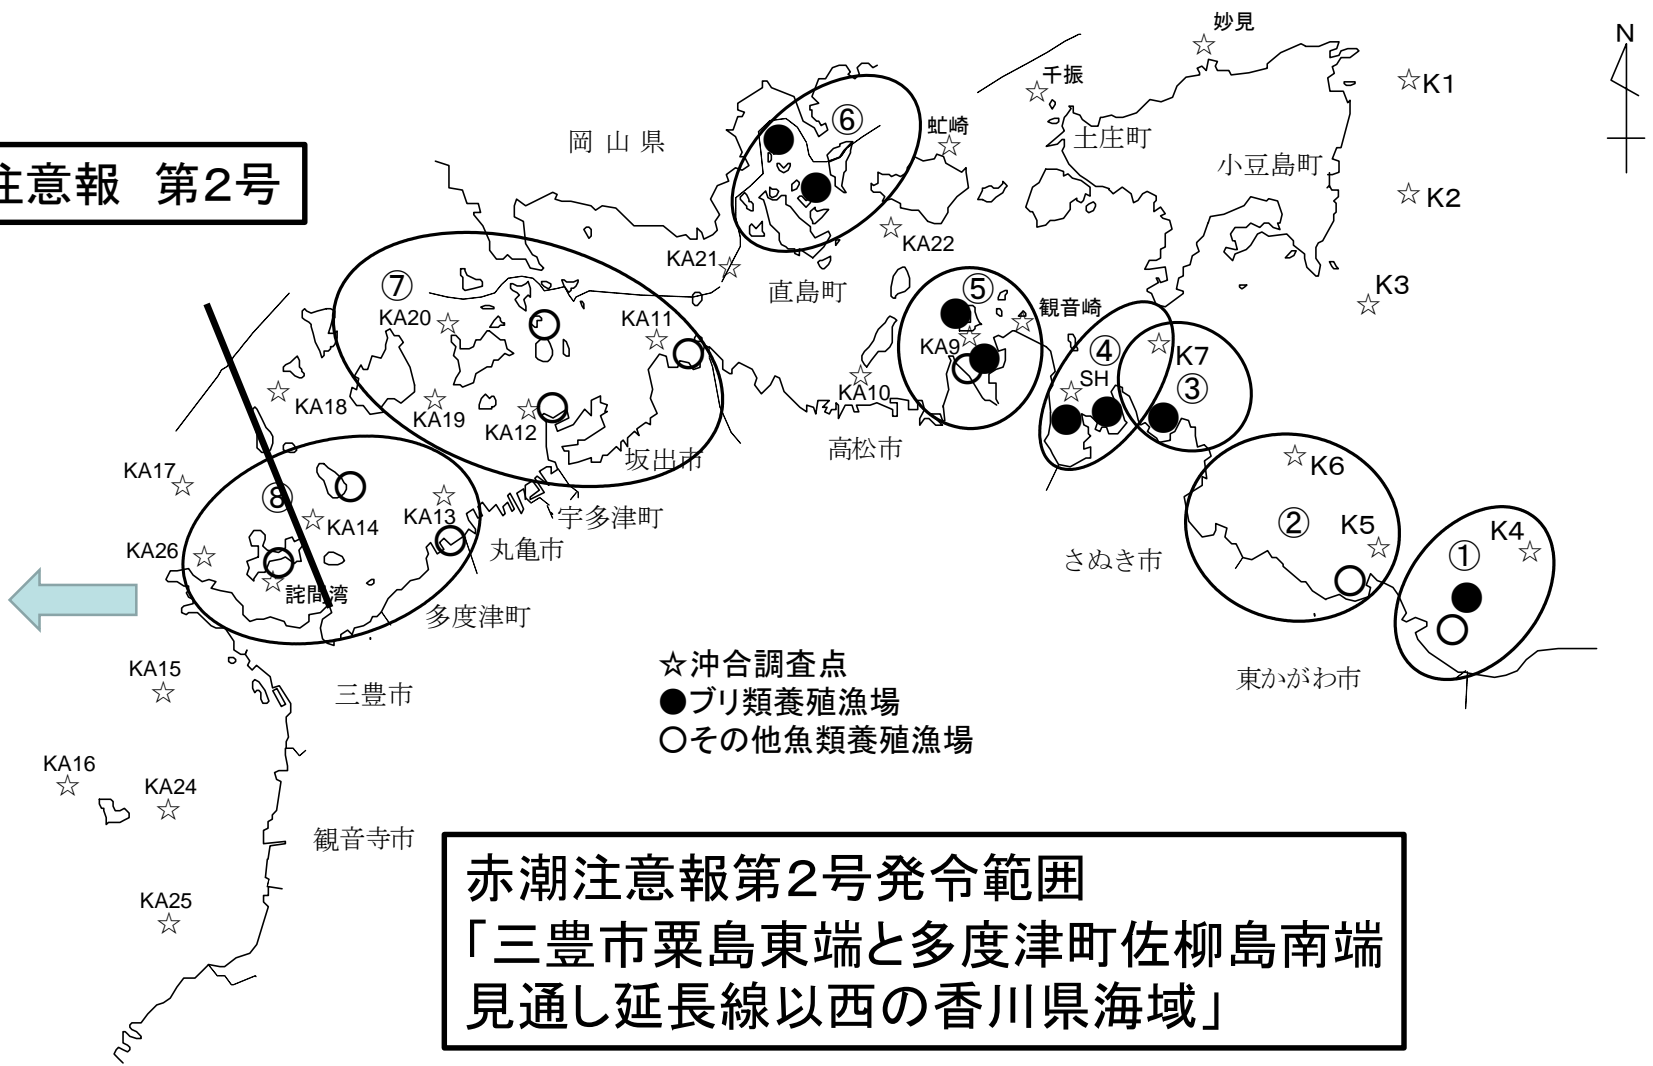 妙見
N
千振
☆K1
⑥
虻崎
岡山県
土庄町
注意報 第2号
小豆島町
K2
KA22
KA21
⑦
直島町
⑤
K3
観音崎
KA20
KA11
KA9
④
K7
③
SH
KA10
KA18
KA19
KA12
高松市
坂出市
K6
KA17
⑧
KA14
KA13
宇多津町
②
K5
K4
①
KA26
丸亀市
さぬき市
詫間湾
多度津町
☆沖合調査点
●ブリ類養殖漁場
○その他魚類養殖漁場
KA15
三豊市
東かがわ市
KA16
KA24
観音寺市
KA25
赤潮注意報第2号発令範囲
「三豊市粟島東端と多度津町佐柳島南端
見通し延長線以西の香川県海域」